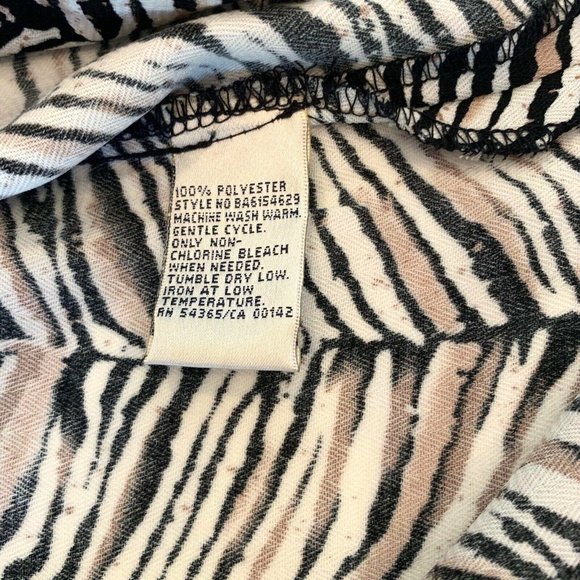 100% POLYESTER
STYLE NO BA6154629
MACHINE WASH WARM.
GENTLE CYCLE.
ONLY NON-
CHLORINE BLEACH
WHEN NEEDED.
TUMBLE DRY LOW.
IRON AT LOW
TEMPERATURE.
RN 54365/CA 00142